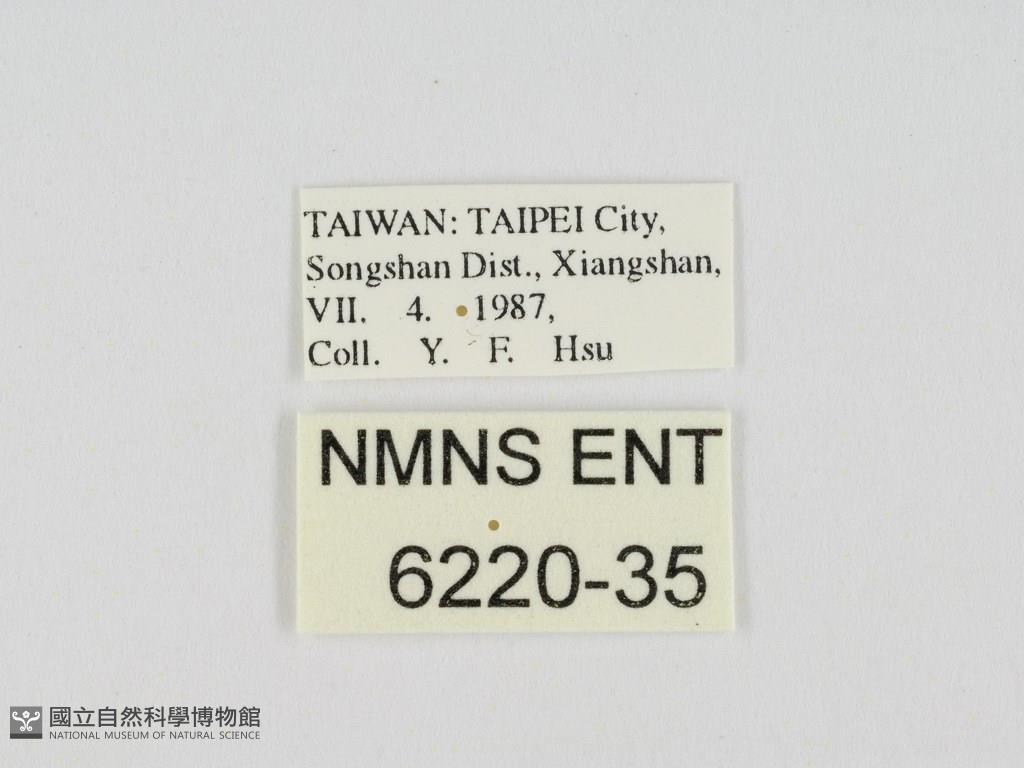 TAIWAN: TAIPEI City,
Songshan Dist., Xiangshan,
VII. 4. 1987,
Coll. Y. F. Hsu
NMNS ENT
6220-35
國立自然科學博物館
NATIONAL MUSEUM OF NATURAL SCIENCE